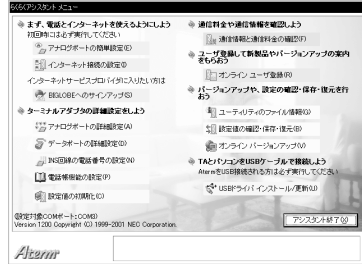 らくらくアシスタント メニュー
まず、電話とインターネットを使えるようにしよう
初回時には必ず実行してください
アナログポートの簡単設定(E)
インターネット接続の設定(I)
インターネットサービスプロバイダに入りたい方は
BIGLOBEへのサインアップ(S)
ターミナルアダプタの詳細設定をしよう
アナログポートの詳細設定(A)
データポートの詳細設定(D)
INS回線の電話番号の設定(N)
電話帳機能の設定(P)
設定値の初期化(C)
(設定対象COMポート:COM3)
Version 12.00 Copyright (C) 1999-2001 NEC Corporation.
通信料金や通信情報を確認しよう
通信情報と通信料金の確認(F)
ユーザ登録して新製品やバージョンアップの案内をもらおう
オンライン ユーザ登録(R)
バージョンアップや、設定の確認・保存・復元を行おう
ユーティリティのファイル情報(G)
設定値の確認・保存・復元(B)
オンライン バージョンアップ(V)
TAとパソコンをUSBケーブルで接続しよう
AtermをUSB接続される方は必ず実行してください
USBドライバ インストール/更新(U)
アシスタント終了(X)
Aterm